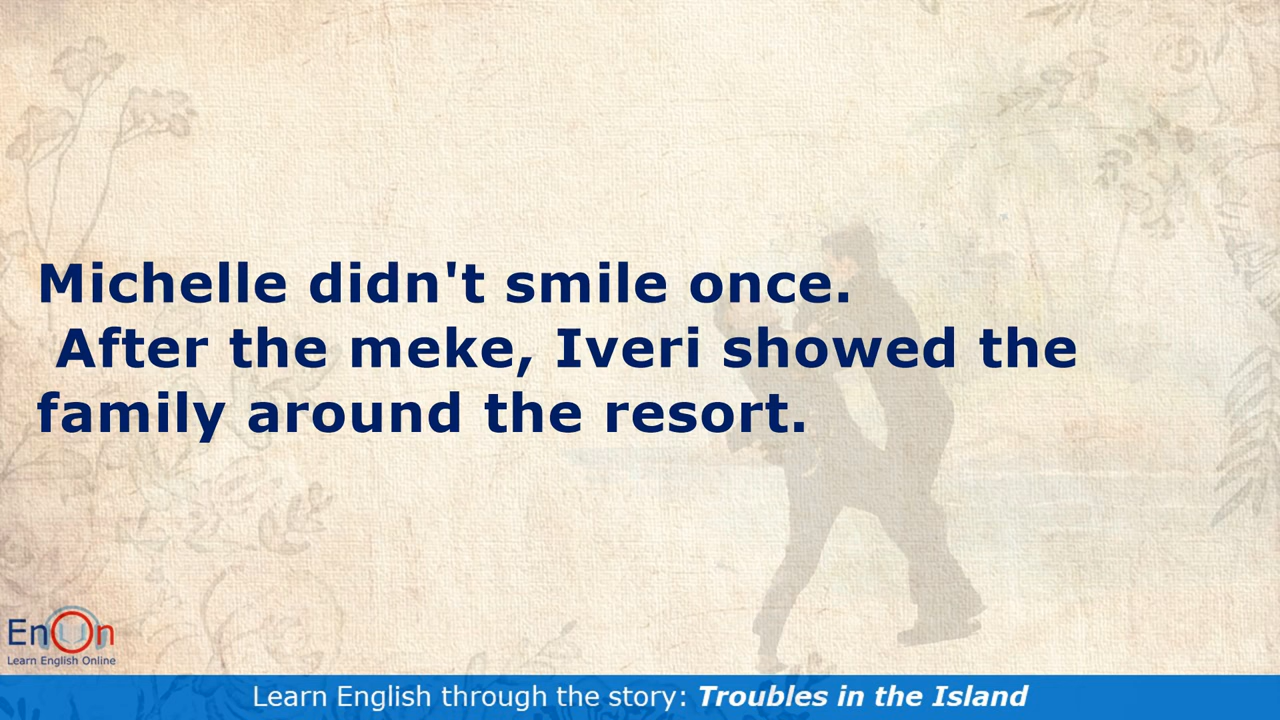 Michelle didn't smile once.
After the meke, Iveri showed the
family around the resort.
EnOn
Learn English Online
Learn English through the story: Troubles in the Island